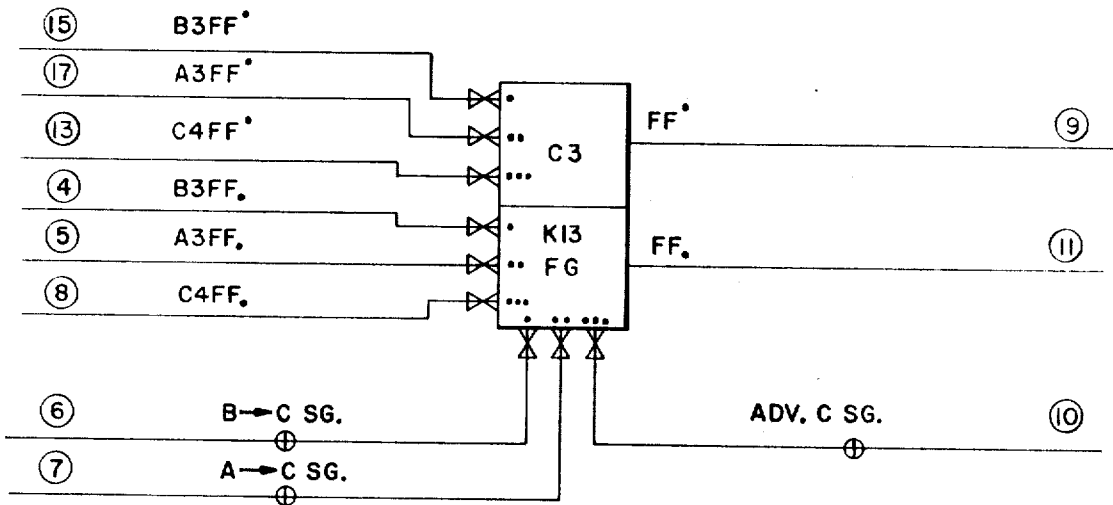 15 B3FF•
17 A3FF•
13 C4FF•
4 B3FF.
5 A3FF.
8 C4FF.
C3
K13
FG
FF•
9
FF.
11
6 B→C SG.
7 A→C SG.
ADV. C SG.
10